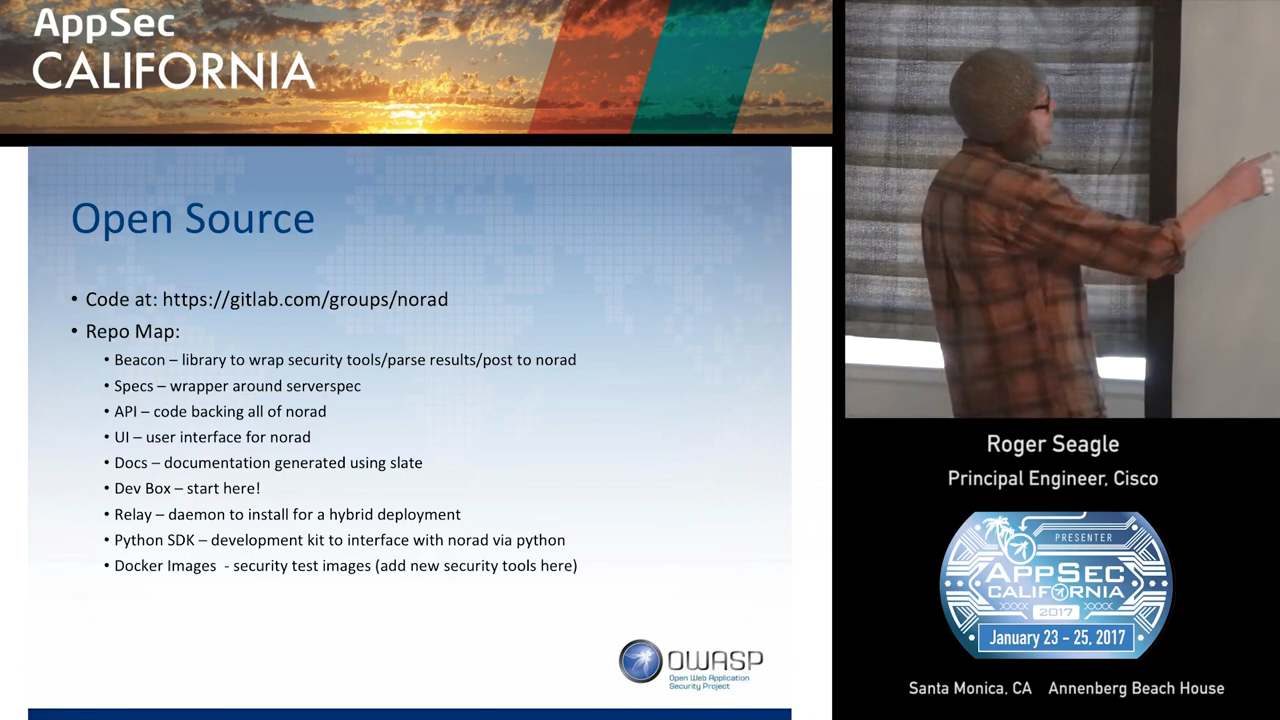 AppSec
CALIFORNIA
Open Source
• Code at: https://gitlab.com/groups/norad
• Repo Map:
• Beacon – library to wrap security tools/parse results/post to norad
• Specs – wrapper around serverspec
• API – code backing all of norad
• UI – user interface for norad
• Docs – documentation generated using slate
• Dev Box – start here!
• Relay – daemon to install for a hybrid deployment
• Python SDK – development kit to interface with norad via python
• Docker Images - security test images (add new security tools here)
OWASP
Open Web Application
Security Project
Roger Seagle
Principal Engineer, Cisco
PRESENTER
APPSEC
CALIFORNIA
2017
January 23 - 25, 2017
Santa Monica, CA Annenberg Beach House